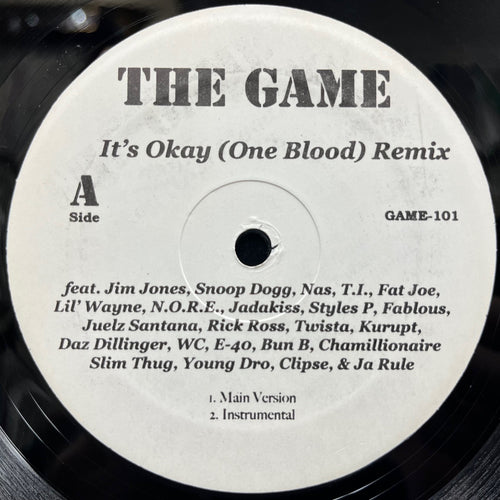 THE GAME
It's Okay (One Blood) Remix
A
Side
GAME-101
feat. Jim Jones, Snoop Dogg, Nas, T.I., Fat Joe,
Lil' Wayne, N.O.R.E., Jadakiss, Styles P, Fablous,
Juelz Santana, Rick Ross, Twista, Kurupt,
Daz Dillinger, WC, E-40, Bun B, Chamillionaire
Slim Thug, Young Dro, Clipse, & Ja Rule
1. Main Version
2. Instrumental